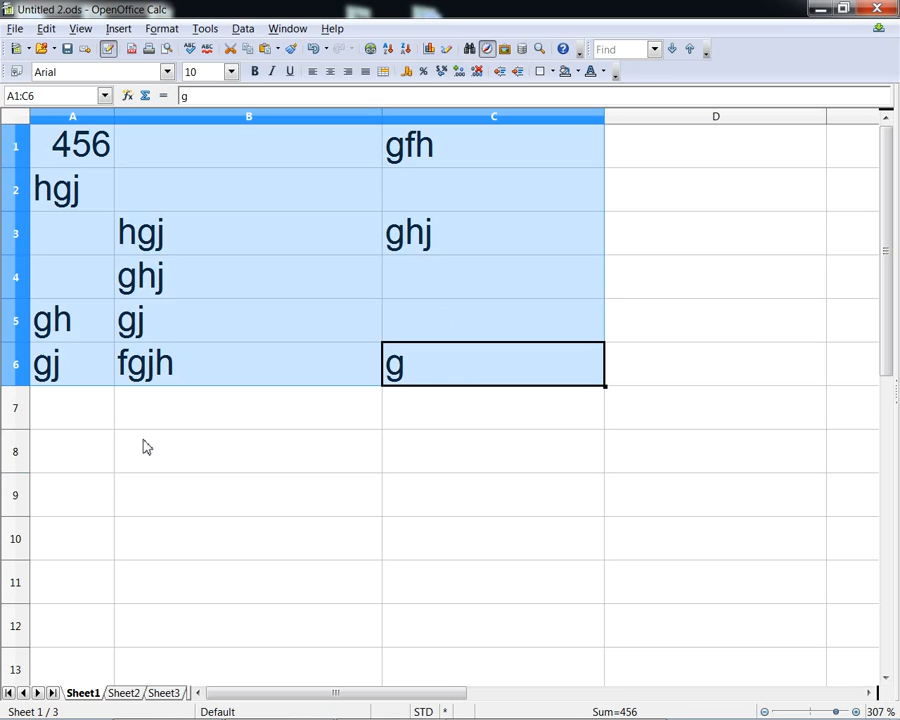 Untitled 2.ods - OpenOffice Calc
File Edit View Insert Format Tools Data Window Help
Find
Arial 10 B I U
A1:C6 g
A B C D
1 456 gfh
2 hgj
3 hgj ghj
4 ghj
5 gh gj
6 gj fgjh g
7
8
9
10
11
12
13
Sheet1 Sheet2 Sheet3
Sheet 1 / 3 Default STD * Sum=456 307 %